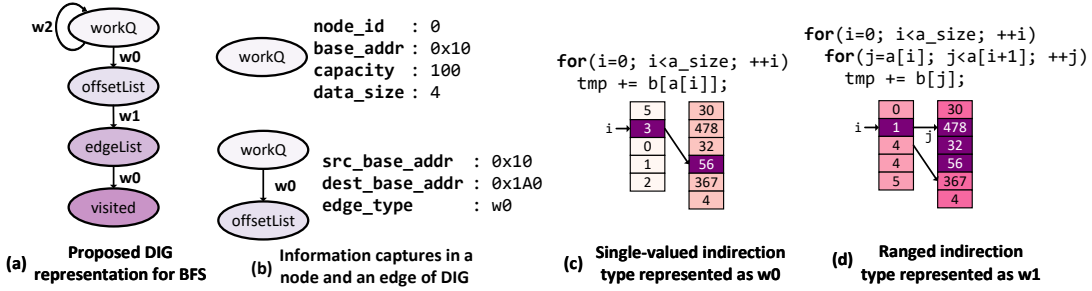 w2
workQ
w0
offsetList
w1
edgeList
w0
visited
(a) Proposed DIG
representation for BFS
workQ
node_id : 0
base_addr : 0x10
capacity : 100
data_size : 4
workQ
w0
offsetList
src_base_addr : 0x10
dest_base_addr : 0x1A0
edge_type : w0
(b) Information captures in a
node and an edge of DIG
for(i=0; i<a_size; ++i)
tmp += b[a[i]];
i
5
3
0
1
2
30
478
32
56
367
4
(c) Single-valued indirection
type represented as w0
for(i=0; i<a_size; ++i)
for(j=a[i]; j<a[i+1]; ++j)
tmp += b[j];
i
0
1
4
4
5
j
30
478
32
56
367
4
(d) Ranged indirection
type represented as w1